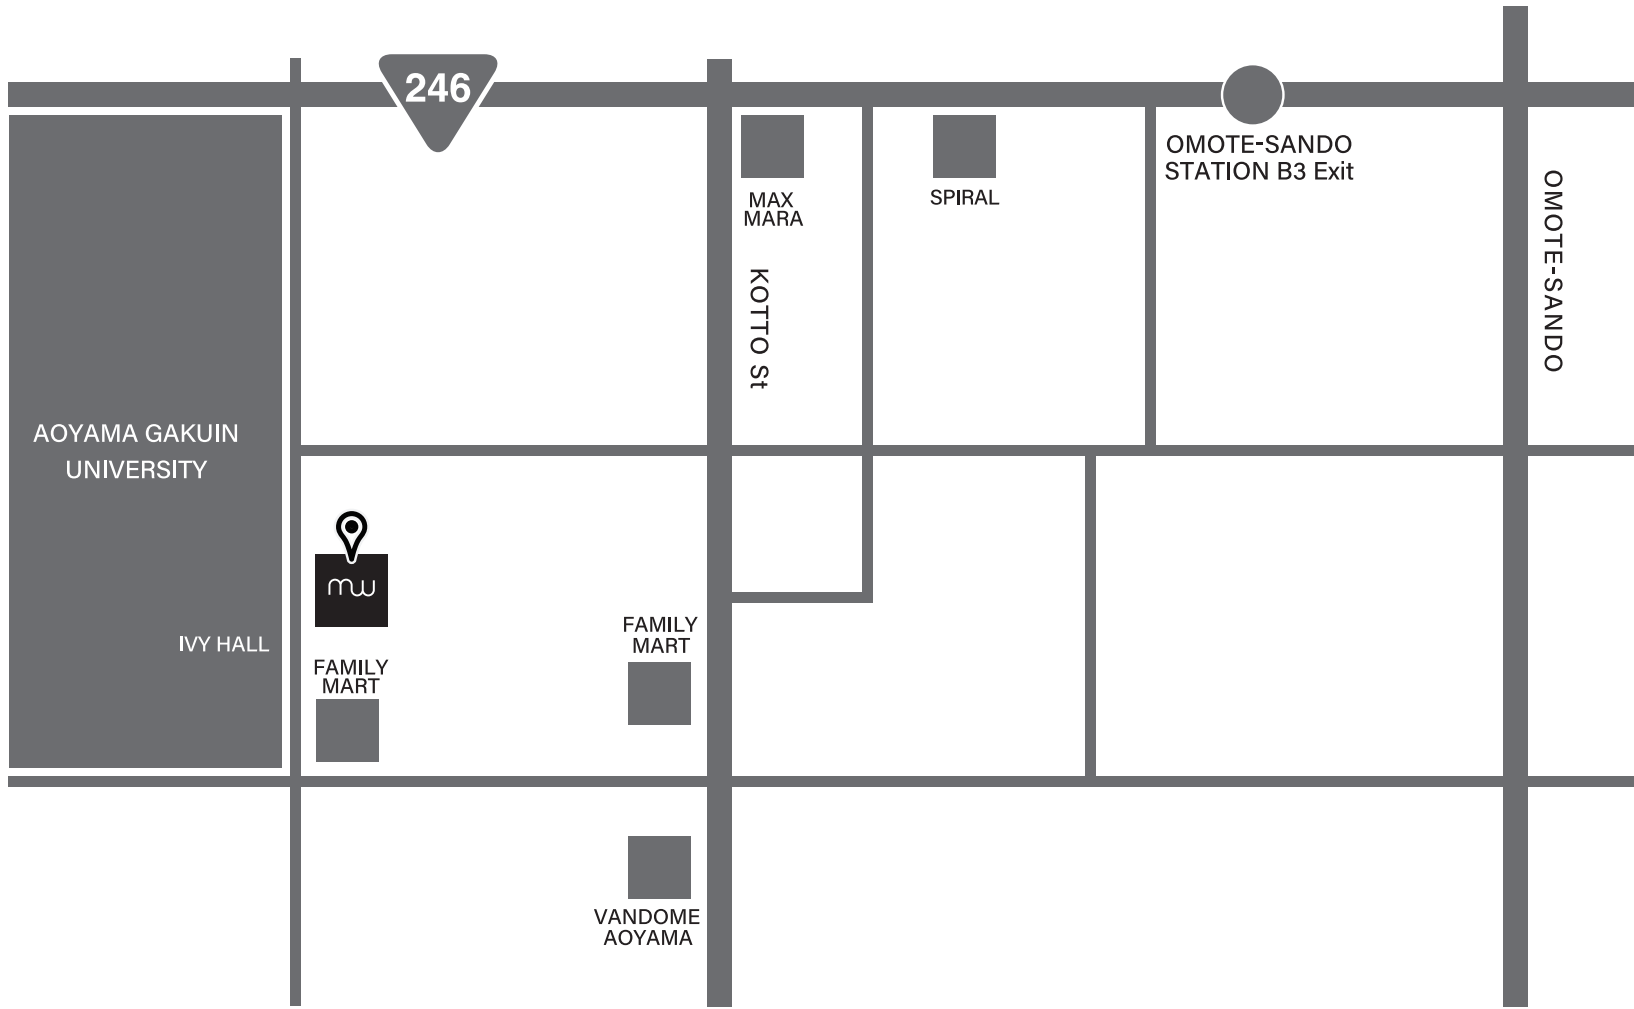 246
OMOTE-SANDO
STATION B3 Exit
MAX
MARA
SPIRAL
OMOTE-SANDO
KOTTO St
AOYAMA GAKUIN
UNIVERSITY
mw
IVY HALL
FAMILY
MART
FAMILY
MART
VANDOME
AOYAMA